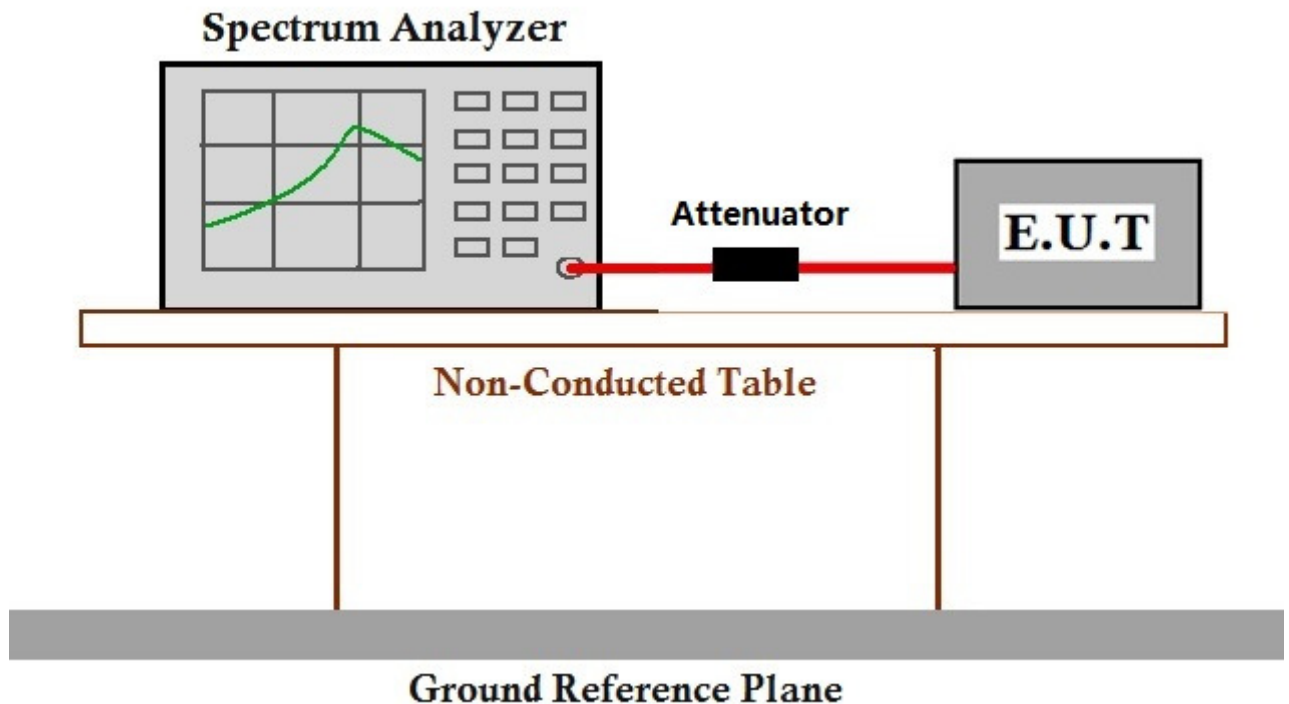 Spectrum Analyzer
Attenuator
E.U.T
Non-Conducted Table
Ground Reference Plane